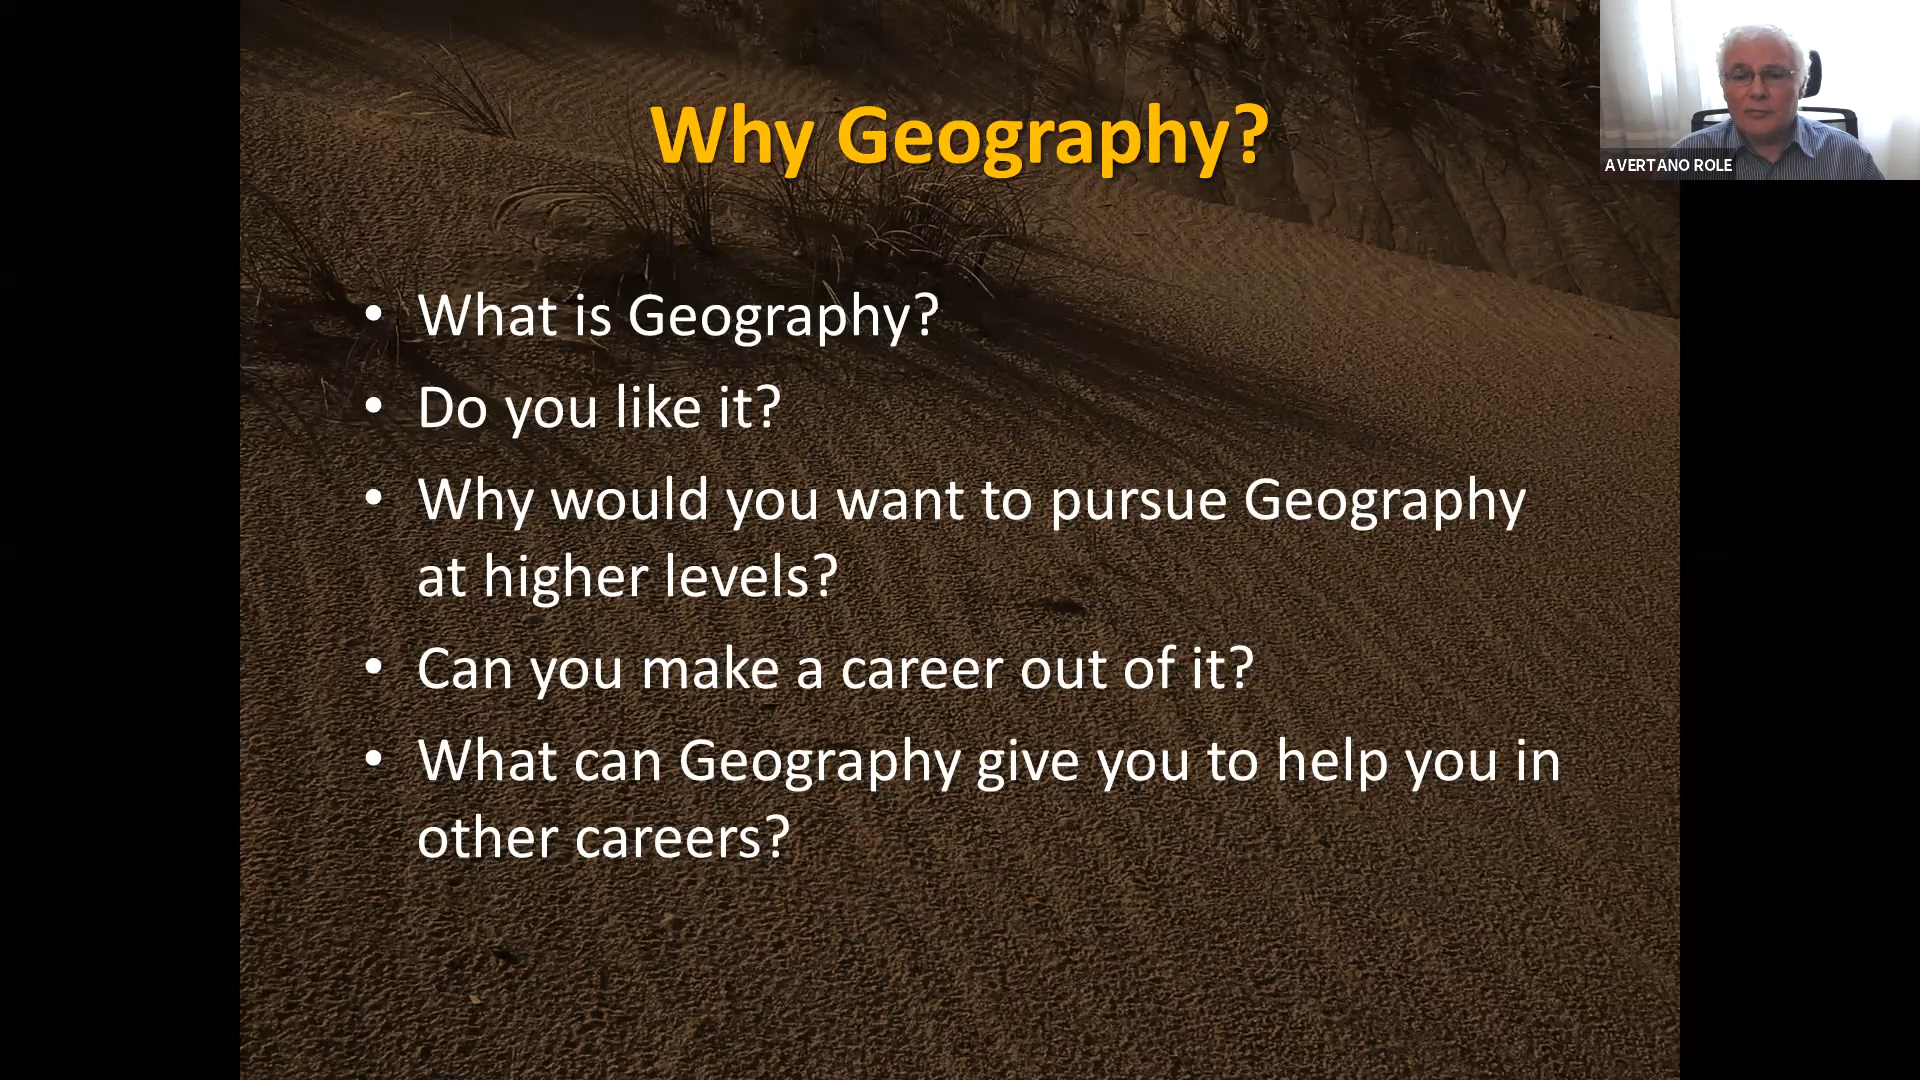 Why Geography?
AVERTANO ROLE
• What is Geography?
• Do you like it?
• Why would you want to pursue Geography
at higher levels?
• Can you make a career out of it?
• What can Geography give you to help you in
other careers?